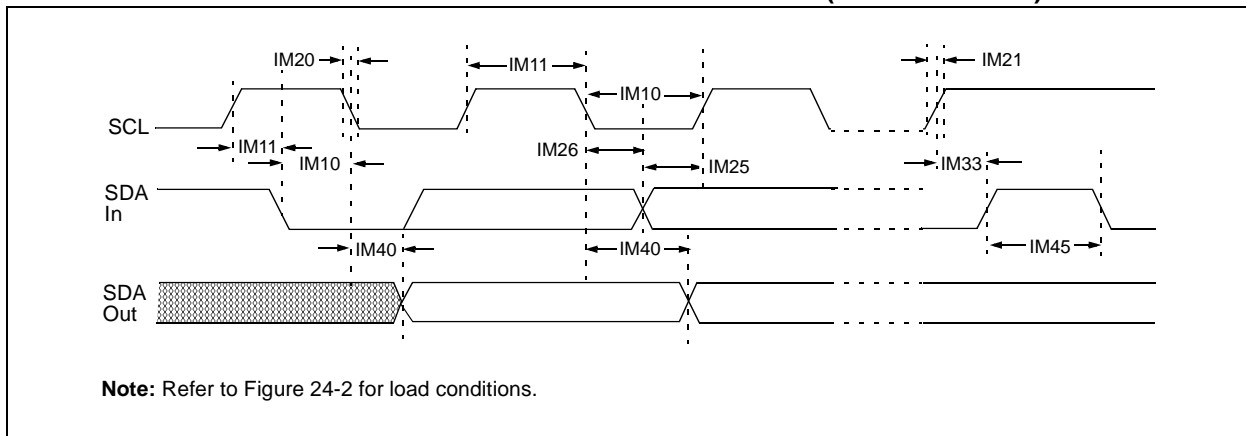 IM20
IM11
IM21
IM10
SCL
IM11
IM10
IM26
IM25
IM33
SDA
In
IM40
IM40
IM45
SDA
Out
Note: Refer to Figure 24-2 for load conditions.